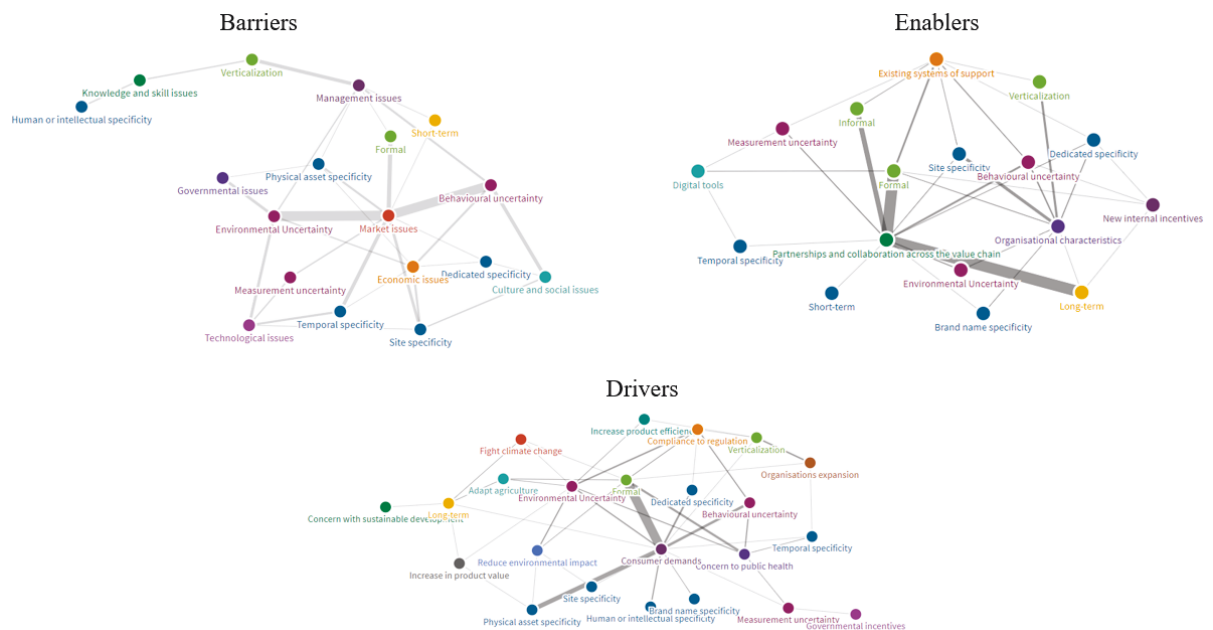 Barriers
Enablers
Verticalization
Knowledge and skill issues
Management issues
Human or intellectual specificity
Short-term
Formal
Physical asset specificity
Governmental issues
Behavioural uncertainty
Environmental Uncertainty
Market issues
Economic issues
Dedicated specificity
Measurement uncertainty
Culture and social issues
Temporal specificity
Technological issues
Site specificity
Existing systems of support
Verticalization
Informal
Measurement uncertainty
Dedicated specificity
Site specificity
Behavioural uncertainty
Digital tools
Formal
New internal incentives
Organisational characteristics
Partnerships and collaboration across the value chain
Temporal specificity
Environmental Uncertainty
Short-term
Long-term
Brand name specificity
Drivers
Increase product efficien
Compliance to regulation
Fight climate change
Verticalization
Organisations expansion
Adapt agriculture
Formal
Environmental Uncertainty
Dedicated specificity
Behavioural uncertainty
Long-term
Concern with sustainable development
Temporal specificity
Consumer demands
Concern to public health
Reduce environmental impact
Increase in product value
Site specificity
Brand name specificity
Human or intellectual specificity
Physical asset specificity
Measurement uncertainty
Governmental incentives